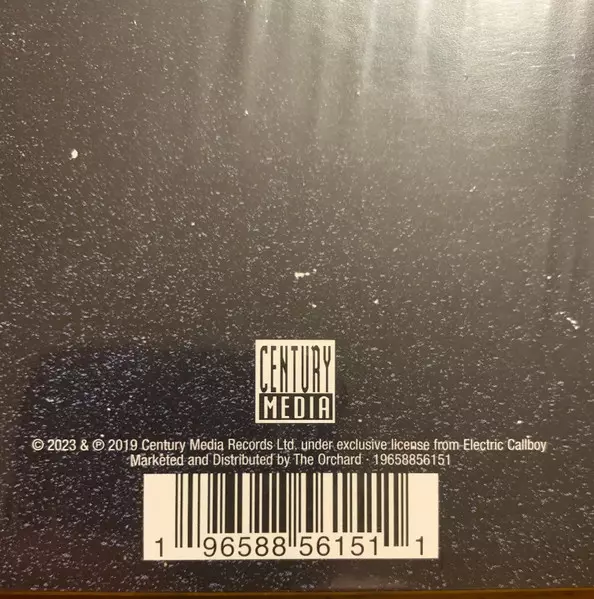 CENTURY
MEDIA
© 2023 & ℗ 2019 Century Media Records Ltd. under exclusive license from Electric Callboy
Marketed and Distributed by The Orchard · 19658856151
1 96588 56151 1